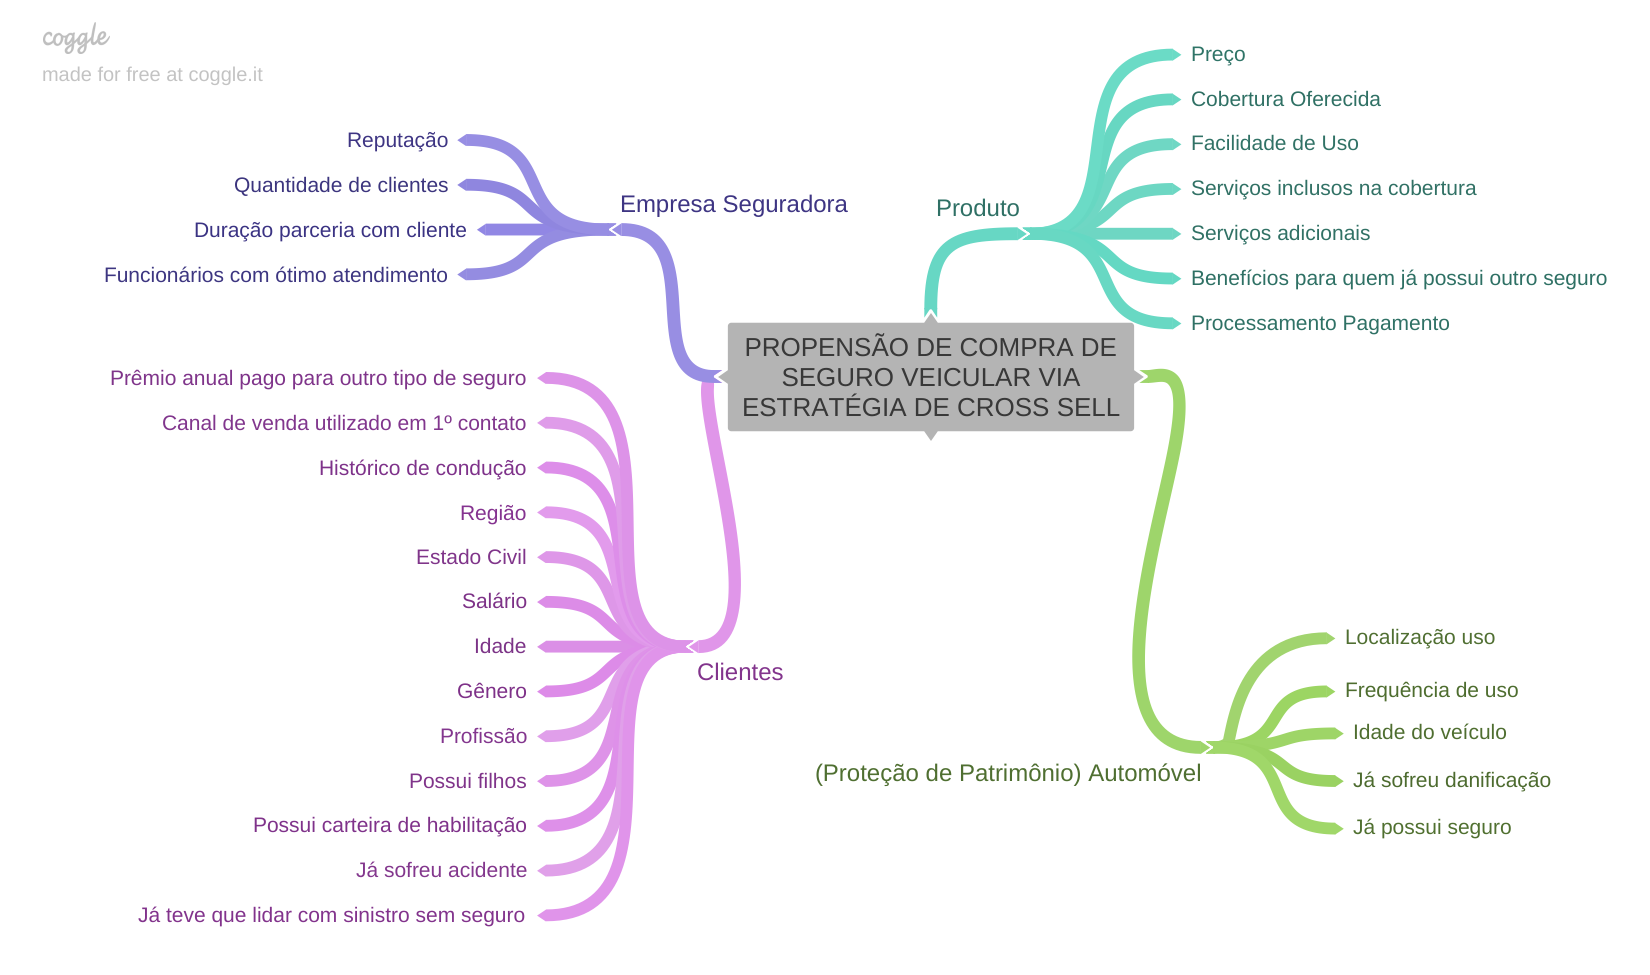 coggle
made for free at coggle.it
Reputação
Quantidade de clientes
Duração parceria com cliente
Funcionários com ótimo atendimento
Empresa Seguradora
Produto
Preço
Cobertura Oferecida
Facilidade de Uso
Serviços inclusos na cobertura
Serviços adicionais
Benefícios para quem já possui outro seguro
Processamento Pagamento
PROPENSÃO DE COMPRA DE
SEGURO VEICULAR VIA
ESTRATÉGIA DE CROSS SELL
Prêmio anual pago para outro tipo de seguro
Canal de venda utilizado em 1º contato
Histórico de condução
Região
Estado Civil
Salário
Idade
Gênero
Profissão
Possui filhos
Possui carteira de habilitação
Já sofreu acidente
Já teve que lidar com sinistro sem seguro
Clientes
(Proteção de Patrimônio) Automóvel
Localização uso
Frequência de uso
Idade do veículo
Já sofreu danificação
Já possui seguro